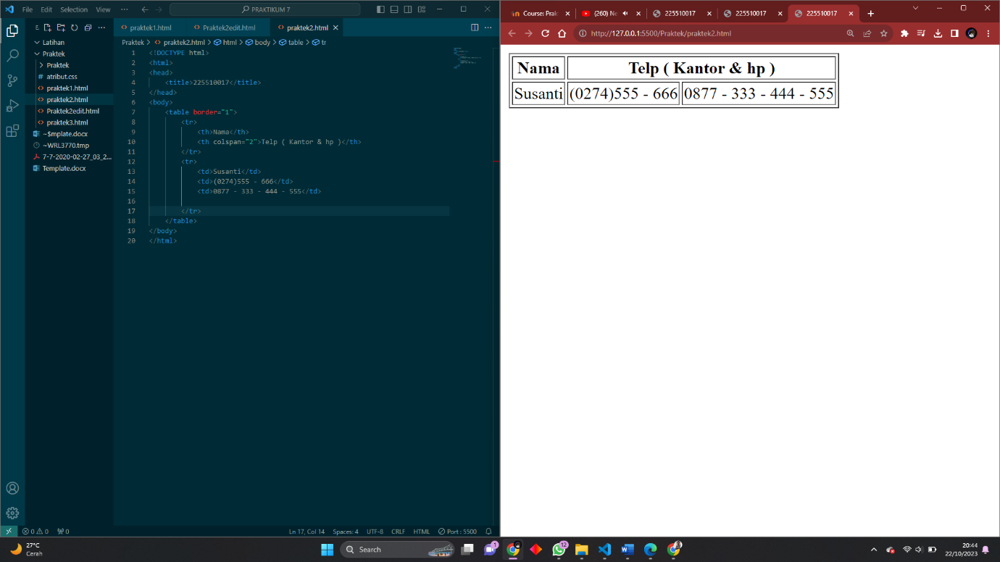 File Edit Selection View ··· PRAKTIKUM 7
praktek1.html Praktek2edit.html praktek2.html
Praktek > praktek2.html > html > body > table > tr
E.
Latihan
Praktek
Praktek
atribut.css
praktek1.html
praktek2.html
Praktek2edit.html
praktek3.html
~$mplate.docx
~WRL3770.tmp
7-7-2020-02-27_03_2...
Template.docx
1 <!DOCTYPE html>
2 <html>
3 <head>
4 <title>225510017</title>
5 </head>
6 <body>
7 <table border="1">
8 <tr>
9 <th>Nama</th>
10 <th colspan="2">Telp ( Kantor & hp )</th>
11 </tr>
12 <tr>
13 <td>Susanti</td>
14 <td>(0274)555 - 666</td>
15 <td>0877 - 333 - 444 - 555</td>
16
17 </tr>
18 </table>
19 </body>
20 </html>
0 0 0 Ln 17, Col 14 Spaces: 4 UTF-8 CRLF HTML Port : 5500
Course: Prak (260) Ne 225510017 225510017 225510017
http://127.0.0.1:5500/Praktek/praktek2.html
Nama Telp ( Kantor & hp )
Susanti (0274)555 - 666 0877 - 333 - 444 - 555
27°C
Cerah
Search
1
12
20:44
22/10/2023